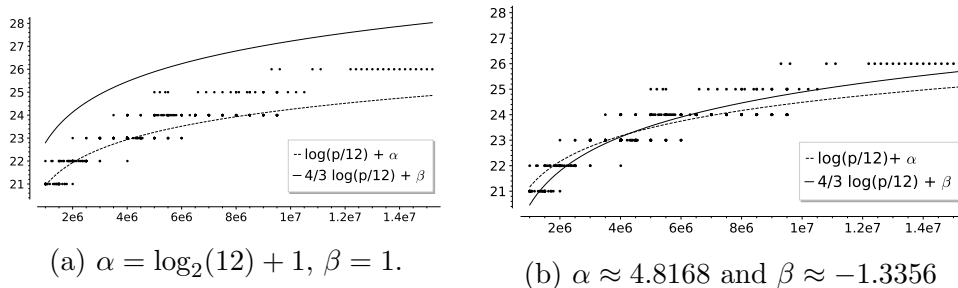 28
27
26
25
24
23
22
21
2e6 4e6 6e6 8e6 1e7 1.2e7 1.4e7
log(p/12) + α
4/3 log(p/12) + β
(a) α = log₂(12) + 1, β = 1.
28
27
26
25
24
23
22
21
2e6 4e6 6e6 8e6 1e7 1.2e7 1.4e7
log(p/12)+ α
4/3 log(p/12) + β
(b) α ≈ 4.8168 and β ≈ −1.3356